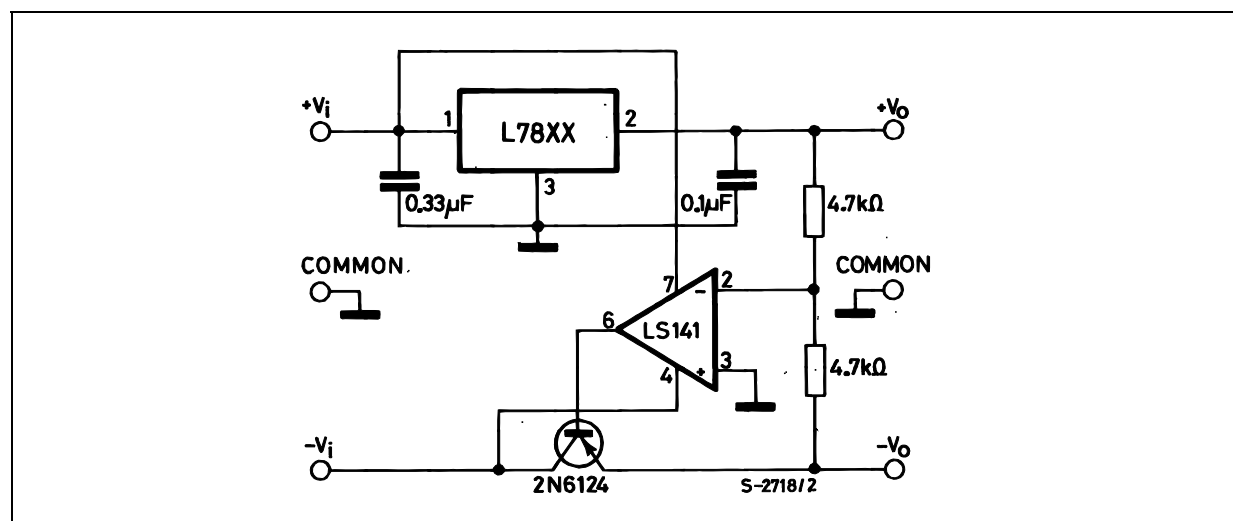 +Vi
1
L78XX
2
+Vo
3
0.33µF
0.1µF
4.7kΩ
COMMON
COMMON
7
2
-
6
LS141
3
4
+
4.7kΩ
-Vi
-Vo
2N6124
S-2718/2